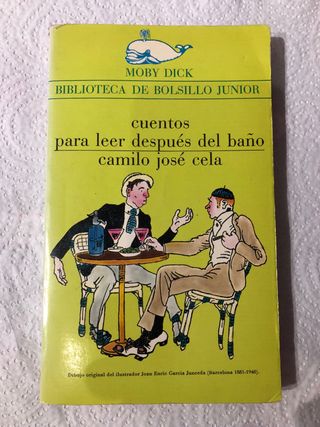 MOBY DICK
BIBLIOTECA DE BOLSILLO JUNIOR
cuentos
para leer después del baño
camilo josé cela
Dibujo original del ilustrador Joan Enric García Junceda (Barcelona 1881-1948).